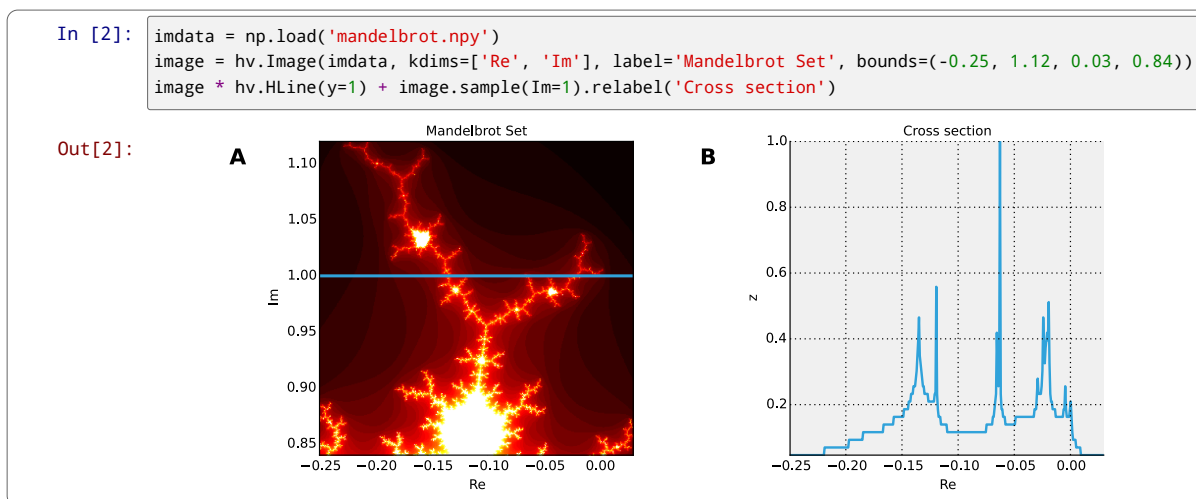 In [2]:
imdata = np.load('mandelbrot.npy')
image = hv.Image(imdata, kdims=['Re', 'Im'], label='Mandelbrot Set', bounds=(-0.25, 1.12, 0.03, 0.84))
image * hv.HLine(y=1) + image.sample(Im=1).relabel('Cross section')
Out[2]:
A
Mandelbrot Set
1.10
1.05
1.00
0.95
0.90
0.85
Im
−0.25 −0.20 −0.15 −0.10 −0.05 0.00
Re
B
Cross section
1.0
0.8
0.6
0.4
0.2
z
−0.25 −0.20 −0.15 −0.10 −0.05 0.00
Re